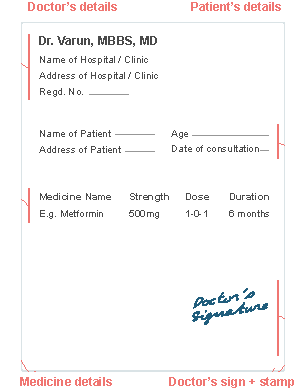 Doctor's details Patient's details
Dr. Varun, MBBS, MD
Name of Hospital / Clinic
Address of Hospital / Clinic
Regd. No.
Name of Patient Age
Address of Patient Date of consultation
Medicine Name Strength Dose Duration
E.g. Metformin 500mg 1-0-1 6 months
Doctor's
Signature
Medicine details Doctor's sign + stamp